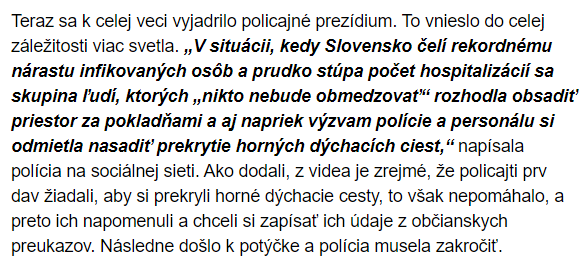 Teraz sa k celej veci vyjadrilo policajné prezídium. To vnieslo do celej
záležitosti viac svetla. „V situácii, kedy Slovensko čelí rekordnému
nárastu infikovaných osôb a prudko stúpa počet hospitalizácií sa
skupina ľudí, ktorých „nikto nebude obmedzovať“ rozhodla obsadiť
priestor za pokladňami a aj napriek výzvam polície a personálu si
odmietla nasadiť prekrytie horných dýchacích ciest,“ napísala
polícia na sociálnej sieti. Ako dodali, z videa je zrejmé, že policajti prv
dav žiadali, aby si prekryli horné dýchacie cesty, to však nepomáhalo, a
preto ich napomenuli a chceli si zapísať ich údaje z občianskych
preukazov. Následne došlo k potýčke a polícia musela zakročiť.